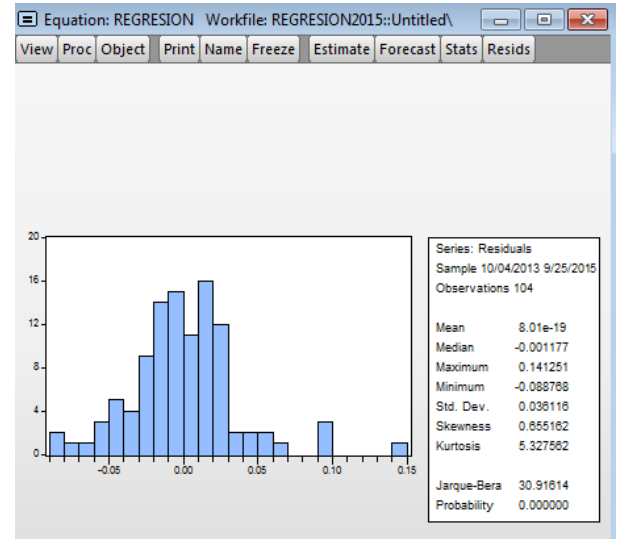 Equation: REGRESION Workfile: REGRESION2015::Untitled\
View Proc Object Print Name Freeze Estimate Forecast Stats Resids
20
16
12
8
4
0
-0.05 0.00 0.05 0.10 0.15
Series: Residuals
Sample 10/04/2013 9/25/2015
Observations 104
Mean 8.01e-19
Median -0.001177
Maximum 0.141251
Minimum -0.088768
Std. Dev. 0.036116
Skewness 0.655162
Kurtosis 5.327562
Jarque-Bera 30.91614
Probability 0.000000